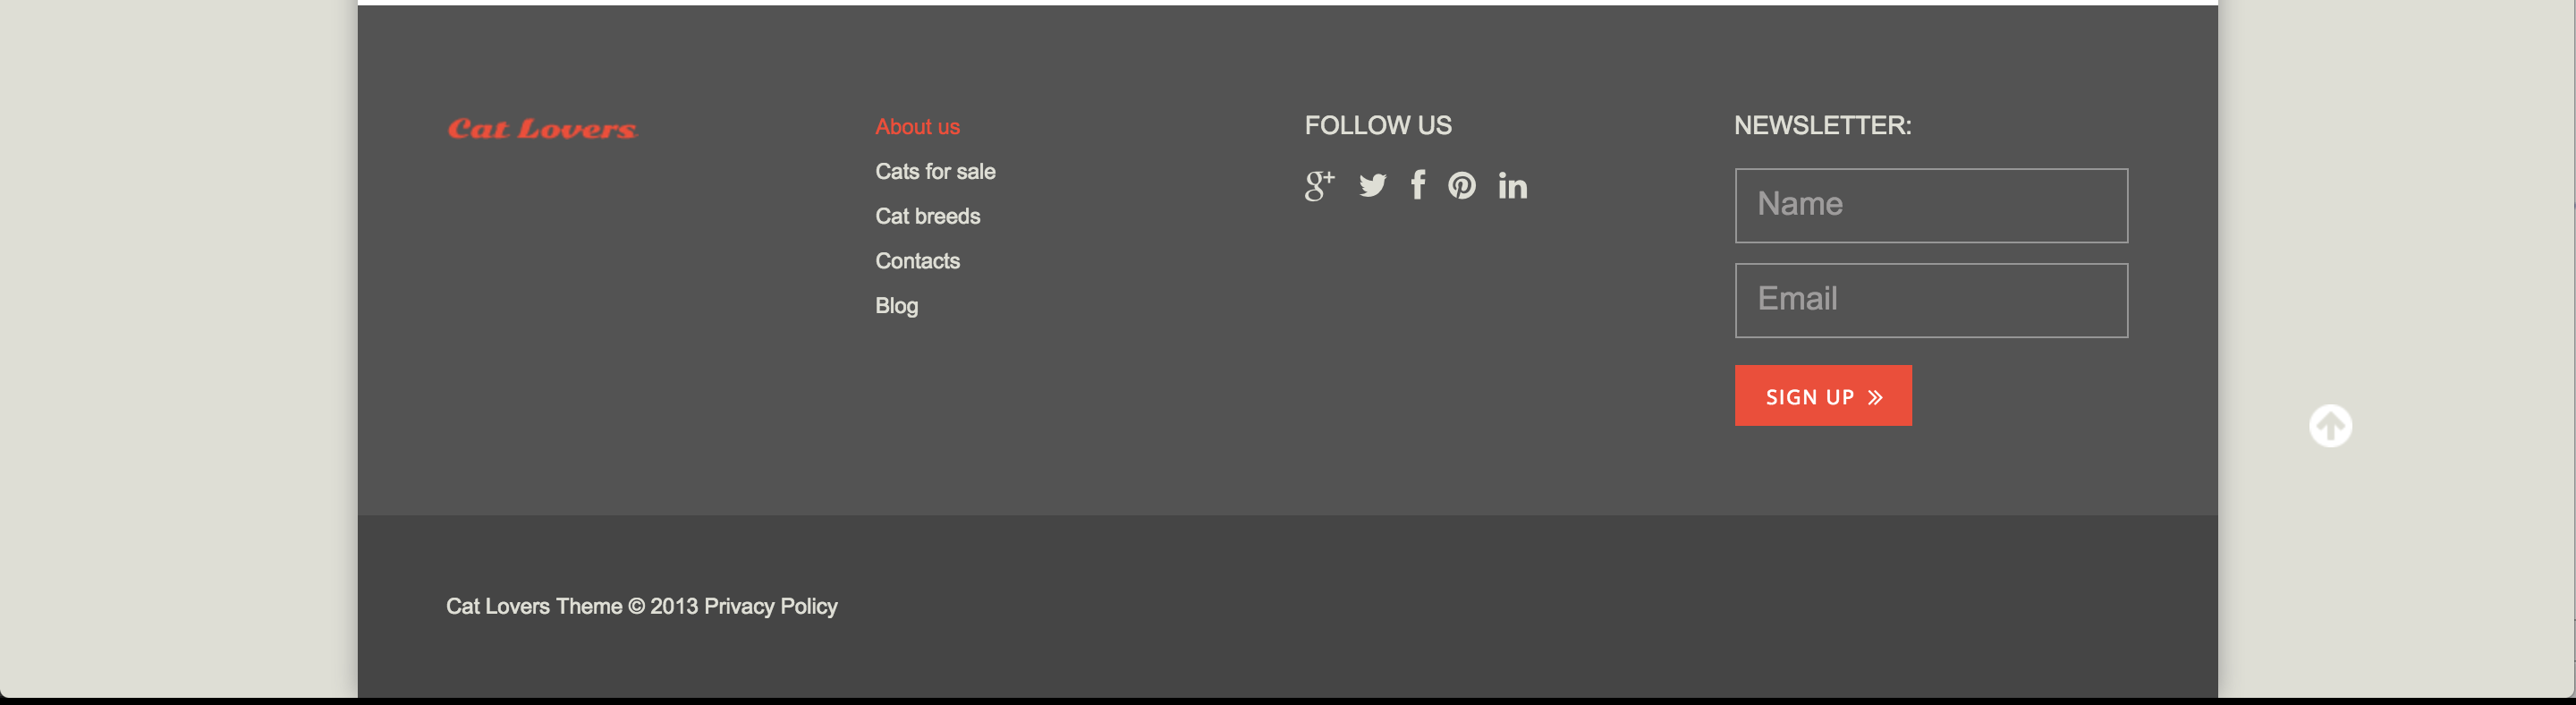 Cat Lovers
About us
Cats for sale
Cat breeds
Contacts
Blog
FOLLOW US
NEWSLETTER:
Name
Email
SIGN UP
Cat Lovers Theme © 2013 Privacy Policy